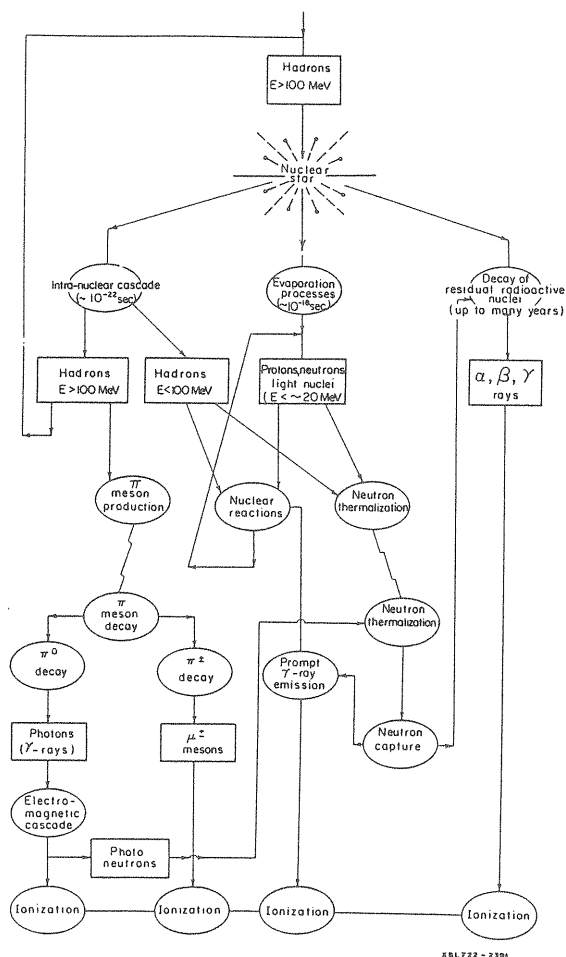 Hadrons
E>100 MeV
Nuclear
star
Intra-nuclear cascade
(~ 10⁻²² sec)
Evaporation
processes
(~10⁻¹⁸ sec)
Decay of
residual radioactive
nuclei
(up to many years)
Hadrons
E>100 MeV
Hadrons
E<100 MeV
Protons, neutrons
light nuclei
(E < ~20 MeV
α, β, γ
rays
π
meson
production
Nuclear
reactions
Neutron
thermalization
π
meson
decay
Neutron
thermalization
π⁰
decay
π±
decay
Prompt
γ-ray
emission
Photons
(γ-rays)
μ±
mesons
Neutron
capture
Electro-
magnetic
cascade
Photo
neutrons
Ionization
Ionization
Ionization
Ionization